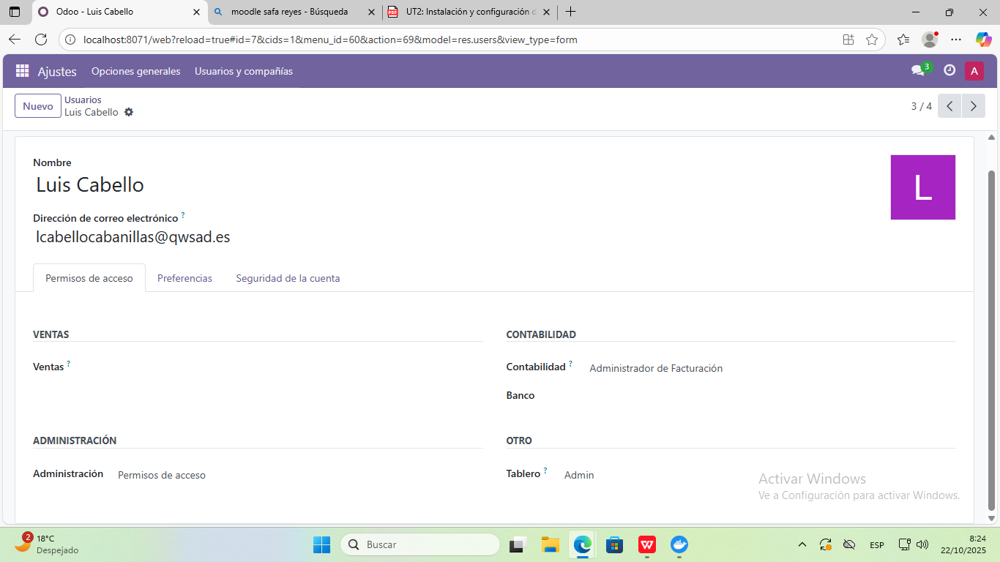 Odoo - Luis Cabello
moodle safa reyes - Búsqueda
PDF
UT2: Instalación y configuración d
localhost:8071/web?reload=true#id=7&cids=1&menu_id=60&action=69&model=res.users&view_type=form
Ajustes
Opciones generales
Usuarios y compañías
3
A
Nuevo
Usuarios
Luis Cabello
3 / 4
Nombre
Luis Cabello
L
Dirección de correo electrónico ?
lcabellocabanillas@qwsad.es
Permisos de acceso
Preferencias
Seguridad de la cuenta
VENTAS
CONTABILIDAD
Ventas ?
Contabilidad ?
Administrador de Facturación
Banco
ADMINISTRACIÓN
OTRO
Administración
Permisos de acceso
Tablero ?
Admin
Activar Windows
Ve a Configuración para activar Windows.
2
18°C
Despejado
Buscar
W
ESP
8:24
22/10/2025